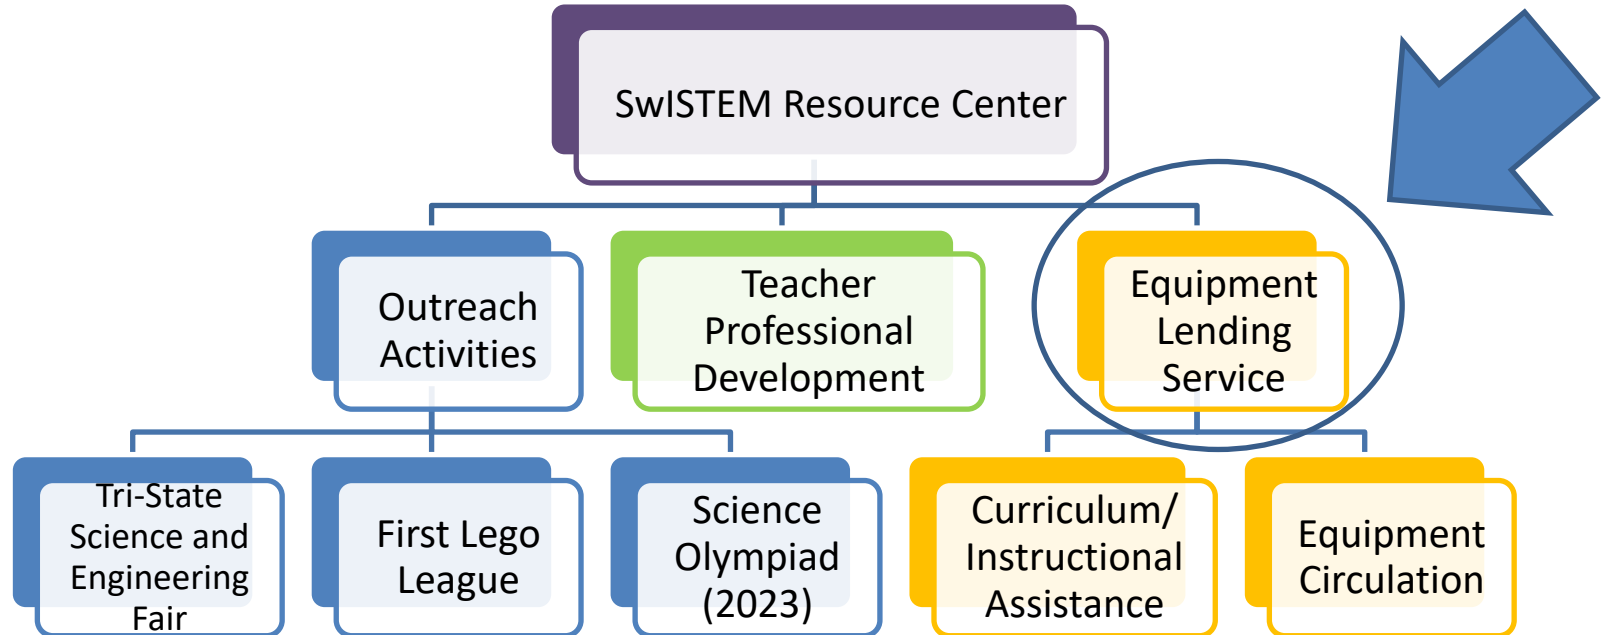 SwISTEM Resource Center
Outreach
Activities
Teacher
Professional
Development
Equipment
Lending
Service
Tri-State
Science and
Engineering
Fair
First Lego
League
Science
Olympiad
(2023)
Curriculum/
Instructional
Assistance
Equipment
Circulation